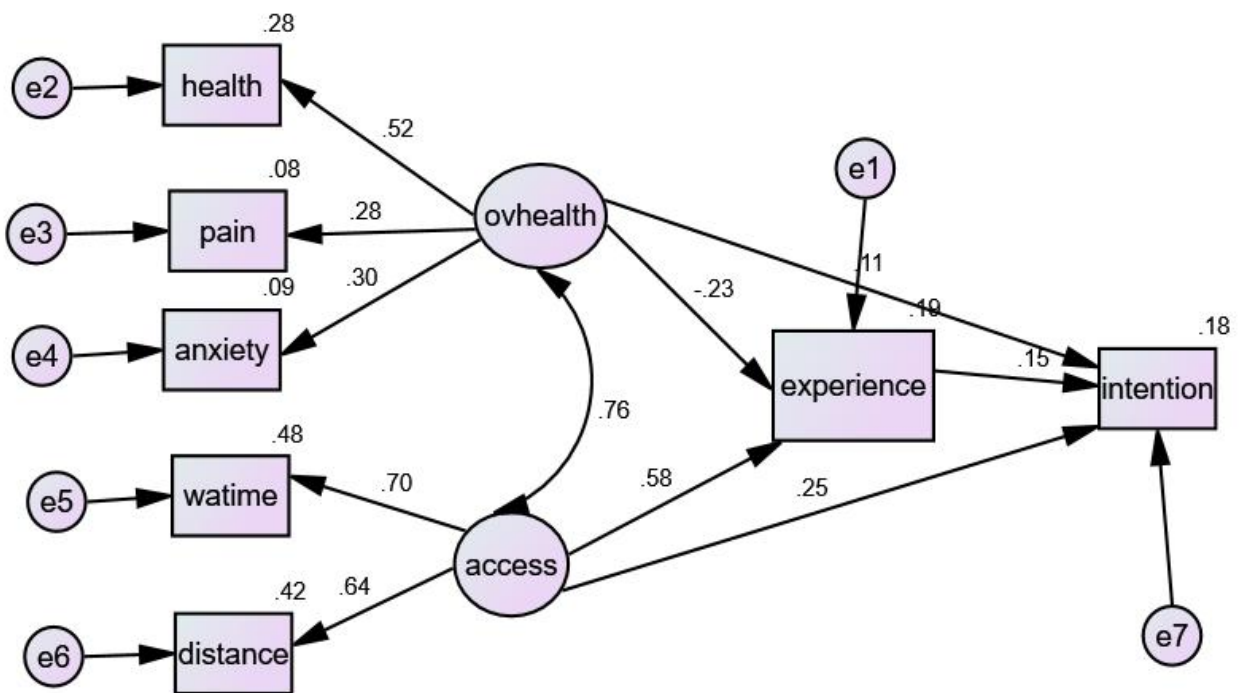 .28
e2
health
.52
.08
e3
pain
.28
ovhealth
e1
.09
.30
-.23
.11
.19
.18
e4
anxiety
experience
.15
intention
.76
.48
e5
watime
.70
.58
.25
access
.42
.64
e6
distance
e7